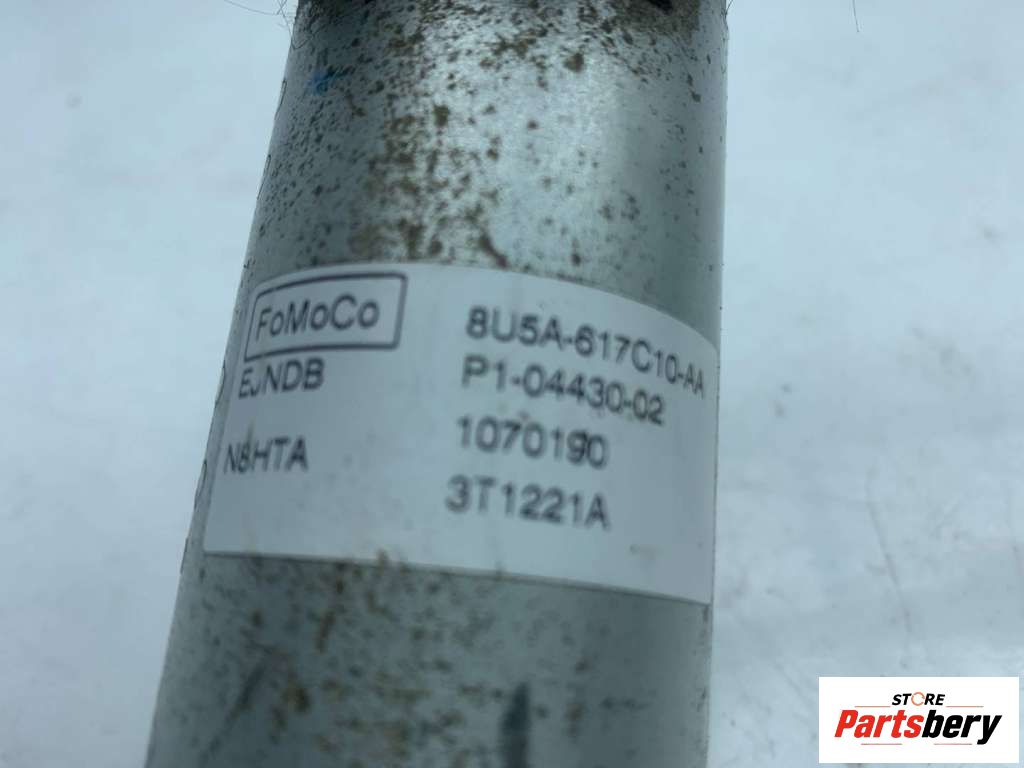 FoMoCo
8U5A-617C10-AA
EJNDB
P1-04430-02
1070190
N8HTA
3T1221A
STORE
Partsbery